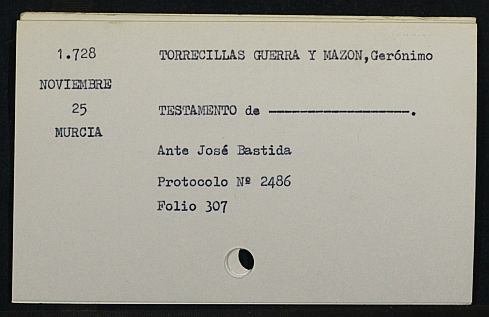 1.728 TORRECILLAS GUERRA Y MAZON,Gerónimo
NOVIEMBRE
25 TESTAMENTO de ------------------.
MURCIA
Ante José Bastida
Protocolo Nº 2486
Folio 307